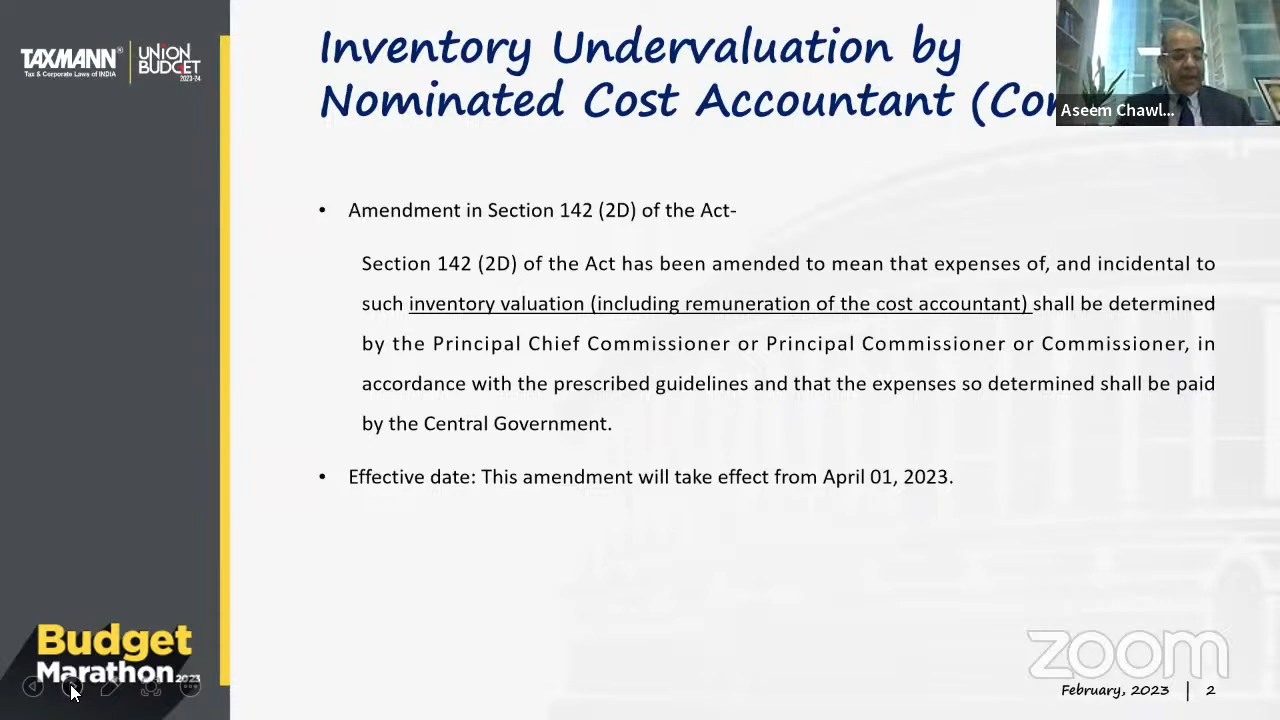 TAXMANN®
Tax & Corporate Laws of INDIA
UNION
BUDGET
2023-24
Inventory Undervaluation by
Nominated Cost Accountant (Con
Aseem Chawl...
• Amendment in Section 142 (2D) of the Act-
Section 142 (2D) of the Act has been amended to mean that expenses of, and incidental to
such inventory valuation (including remuneration of the cost accountant) shall be determined
by the Principal Chief Commissioner or Principal Commissioner or Commissioner, in
accordance with the prescribed guidelines and that the expenses so determined shall be paid
by the Central Government.
• Effective date: This amendment will take effect from April 01, 2023.
Budget
Marathon 2023
zoom
February, 2023 | 2